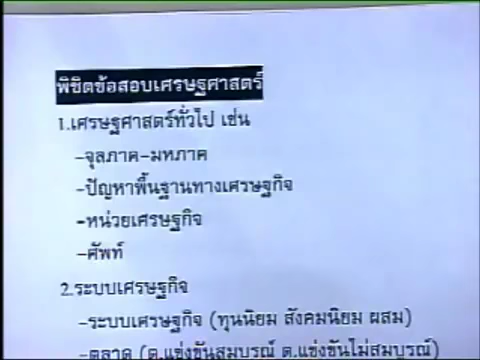 พิชิตข้อสอบเศรษฐศาสตร์
1.เศรษฐศาสตร์ทั่วไป เช่น
-จุลภาค-มหภาค
-ปัญหาพื้นฐานทางเศรษฐกิจ
-หน่วยเศรษฐกิจ
-ศัพท์
2.ระบบเศรษฐกิจ
-ระบบเศรษฐกิจ (ทุนนิยม สังคมนิยม ผสม)
-ตลาด (ต.แข่งขันสมบูรณ์ ต.แข่งขันไม่สมบูรณ์)